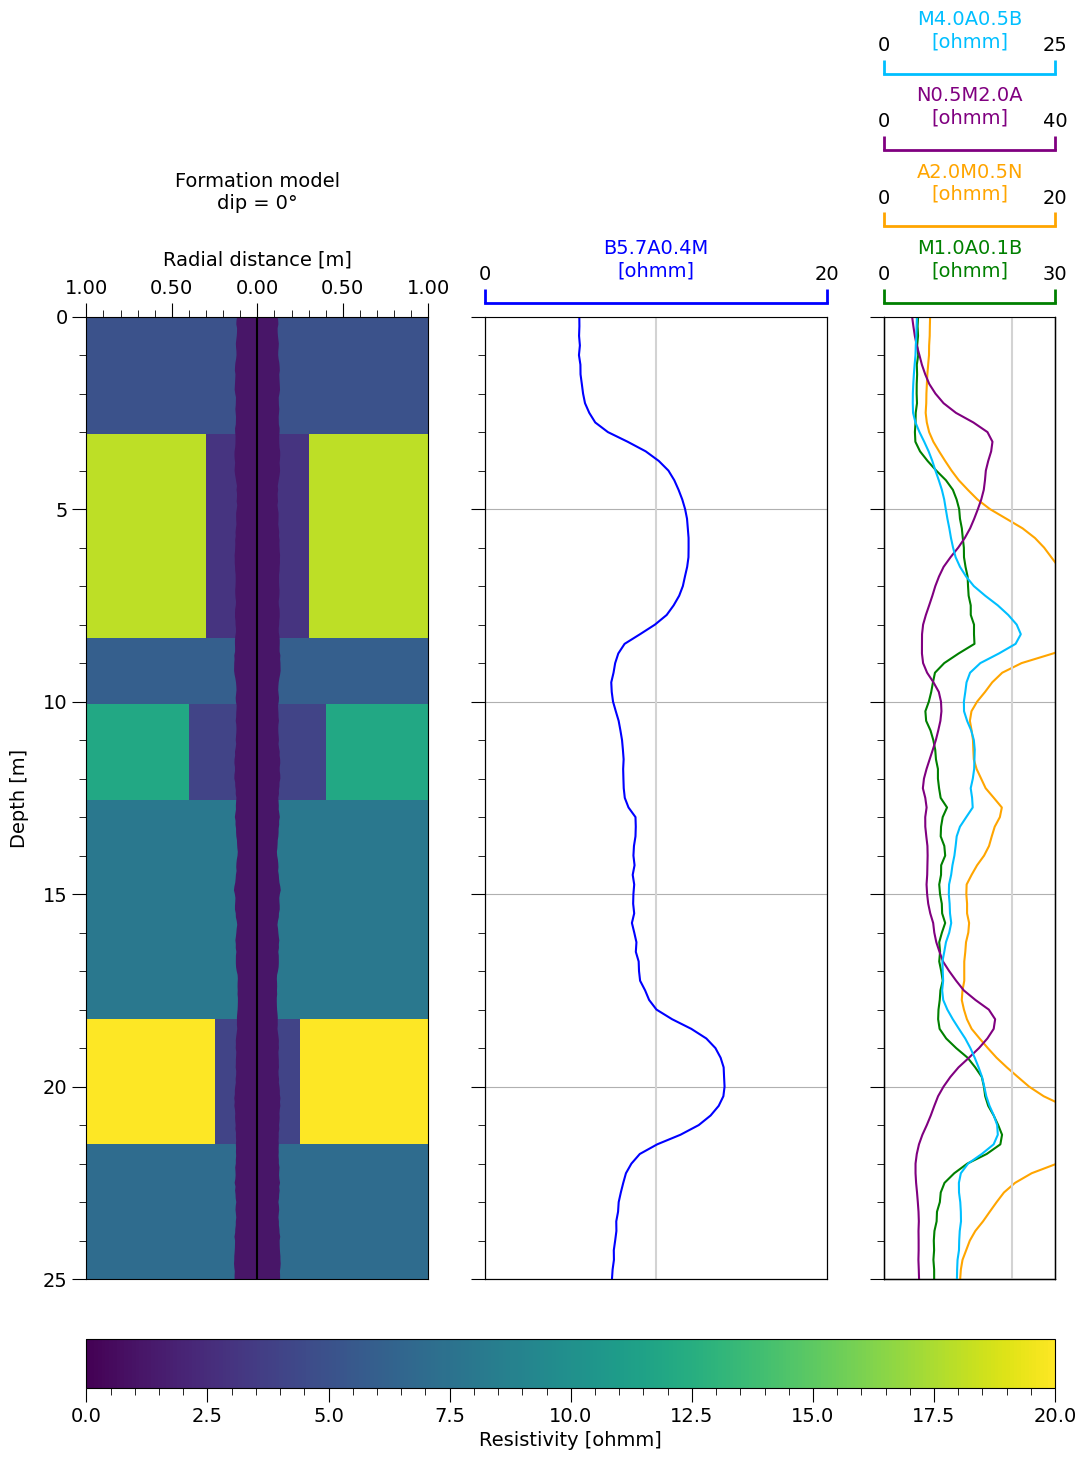 M4.0A0.5B
[ohmm]
0 25
N0.5M2.0A
[ohmm]
0 40
A2.0M0.5N
[ohmm]
0 20
M1.0A0.1B
[ohmm]
0 30
Formation model
dip = 0°
Radial distance [m]
1.00 0.50 0.00 0.50 1.00
B5.7A0.4M
[ohmm]
0 20
Depth [m]
0
5
10
15
20
25
0.0 2.5 5.0 7.5 10.0 12.5 15.0 17.5 20.0
Resistivity [ohmm]